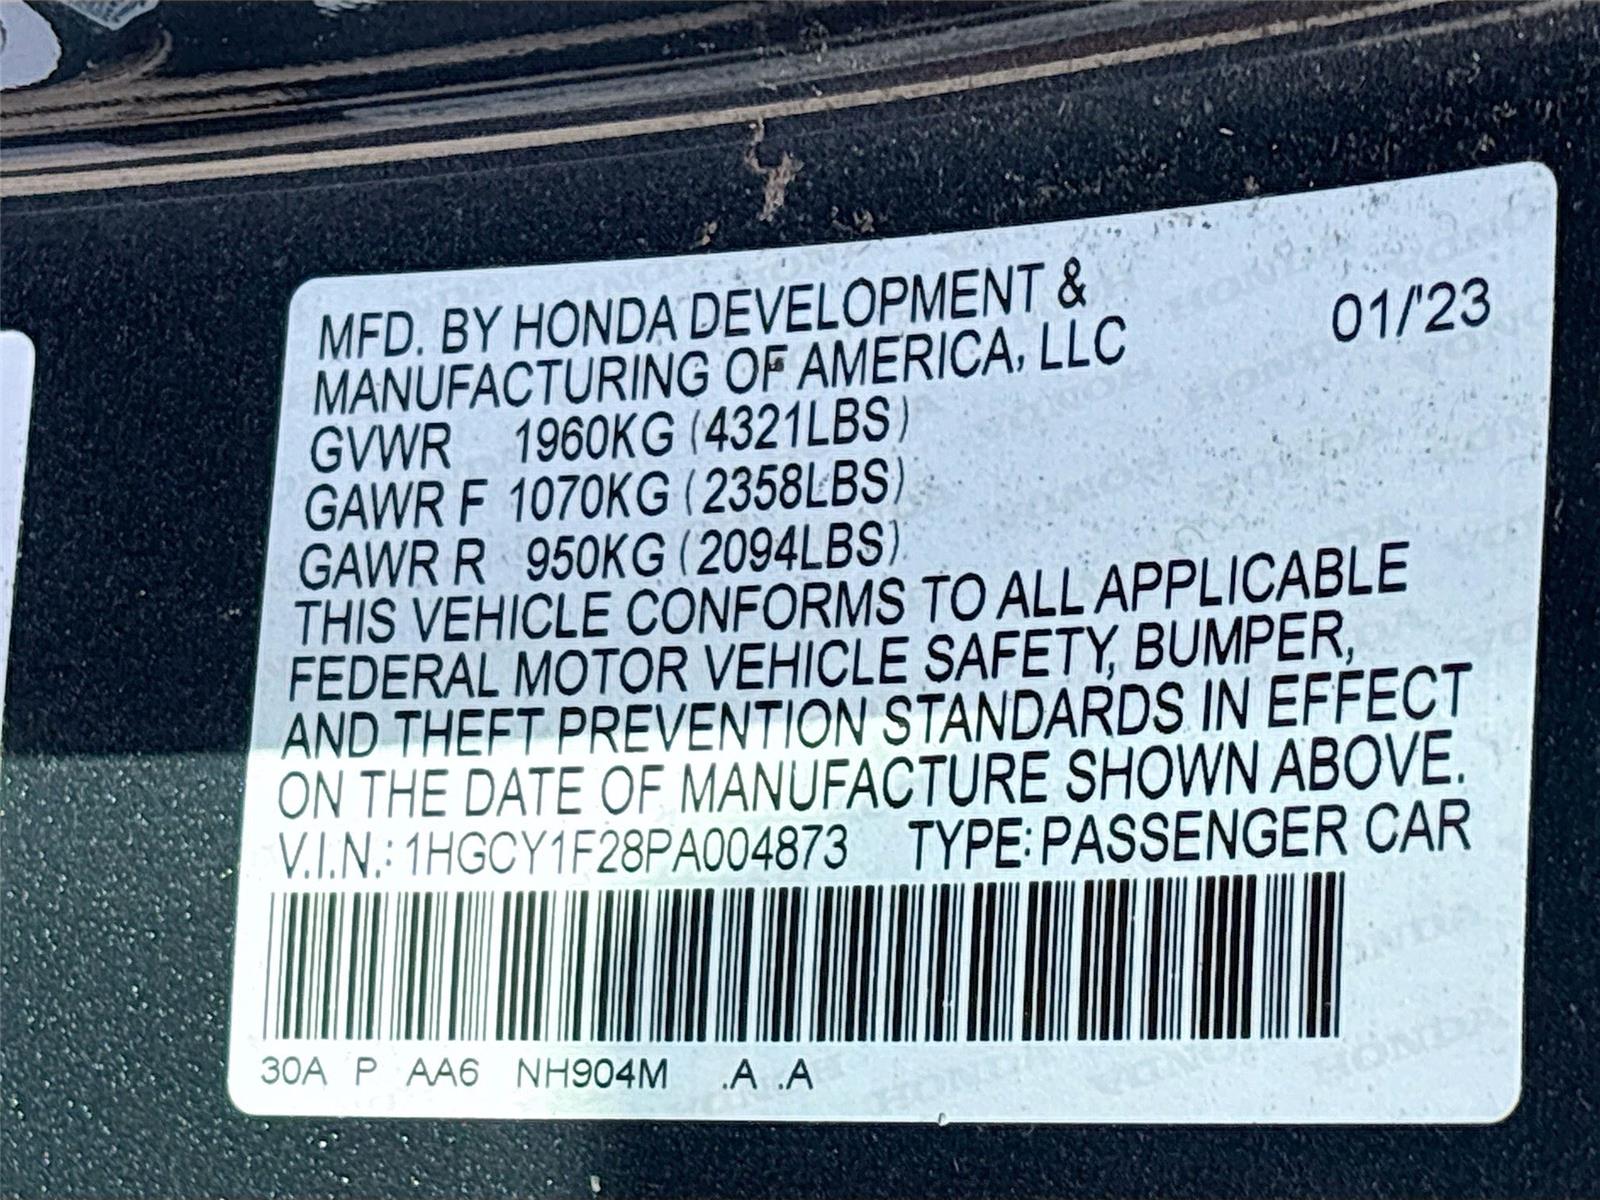 MFD. BY HONDA DEVELOPMENT &
MANUFACTURING OF AMERICA, LLC
01/'23
GVWR 1960KG (4321LBS)
GAWR F 1070KG (2358LBS)
GAWR R 950KG (2094LBS)
THIS VEHICLE CONFORMS TO ALL APPLICABLE
FEDERAL MOTOR VEHICLE SAFETY, BUMPER,
AND THEFT PREVENTION STANDARDS IN EFFECT
ON THE DATE OF MANUFACTURE SHOWN ABOVE.
V.I.N.: 1HGCY1F28PA004873 TYPE: PASSENGER CAR
30A P AA6 NH904M .A .A